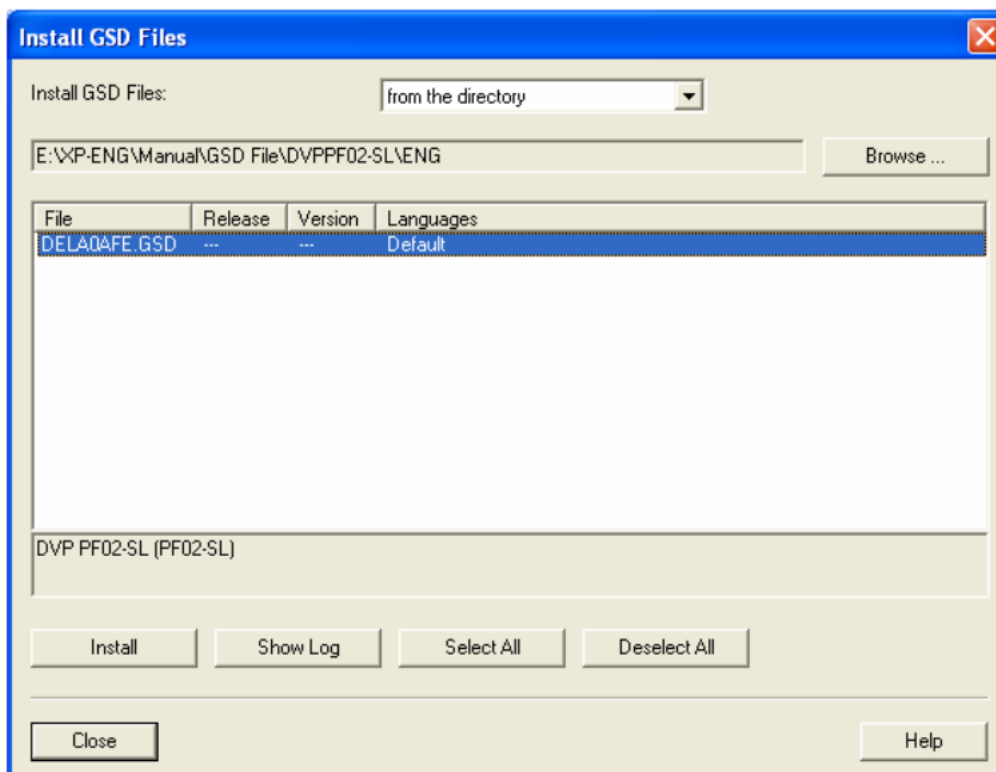 Install GSD Files
Install GSD Files: from the directory
E:\XP-ENG\Manual\GSD File\DVPPF02-SL\ENG Browse ...
File Release Version Languages
DELA0AFE.GSD --- --- Default
DVP PF02-SL (PF02-SL)
Install Show Log Select All Deselect All
Close Help